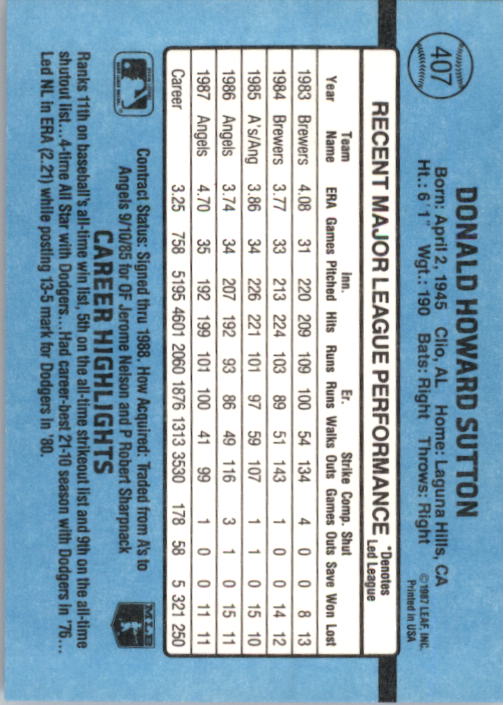 407
DONALD HOWARD SUTTON
Born: April 2, 1945 Clio, AL Home: Laguna Hills, CA
Ht.: 6'1" Wgt.: 190 Bats: Right Throws: Right
©1987 LEAF, INC.
Printed in USA
RECENT MAJOR LEAGUE PERFORMANCE *Denotes Led League
Year Team Name ERA Games Inn. Pitched Hits Runs Er. Runs Walks Strike Outs Comp. Games Shut Outs Save Won Lost
1983 Brewers 4.08 31 220 209 109 100 54 134 4 0 0 8 13
1984 Brewers 3.77 33 213 224 103 89 51 143 1 0 0 14 12
1985 A's/Ang 3.86 34 226 221 101 97 59 107 1 1 0 15 10
1986 Angels 3.74 34 207 192 93 86 49 116 3 1 0 15 11
1987 Angels 4.70 35 192 199 101 100 41 99 1 0 0 11 11
Career 3.25 758 5195 4601 2060 1876 1313 3530 178 58 5 321 250
Contract Status: Signed thru 1988. How Acquired: Traded from A's to
Angels 9/10/85 for OF Jerome Nelson and P Robert Sharpnack
MLB
CAREER HIGHLIGHTS
Ranks 11th on baseball's all-time win list, 5th on the all-time strikeout list and 9th on the all-time
shutout list...4-time All Star with Dodgers...Had career-best 21-10 season with Dodgers in '76...
Led NL in ERA (2.21) while posting 13-5 mark for Dodgers in '80.